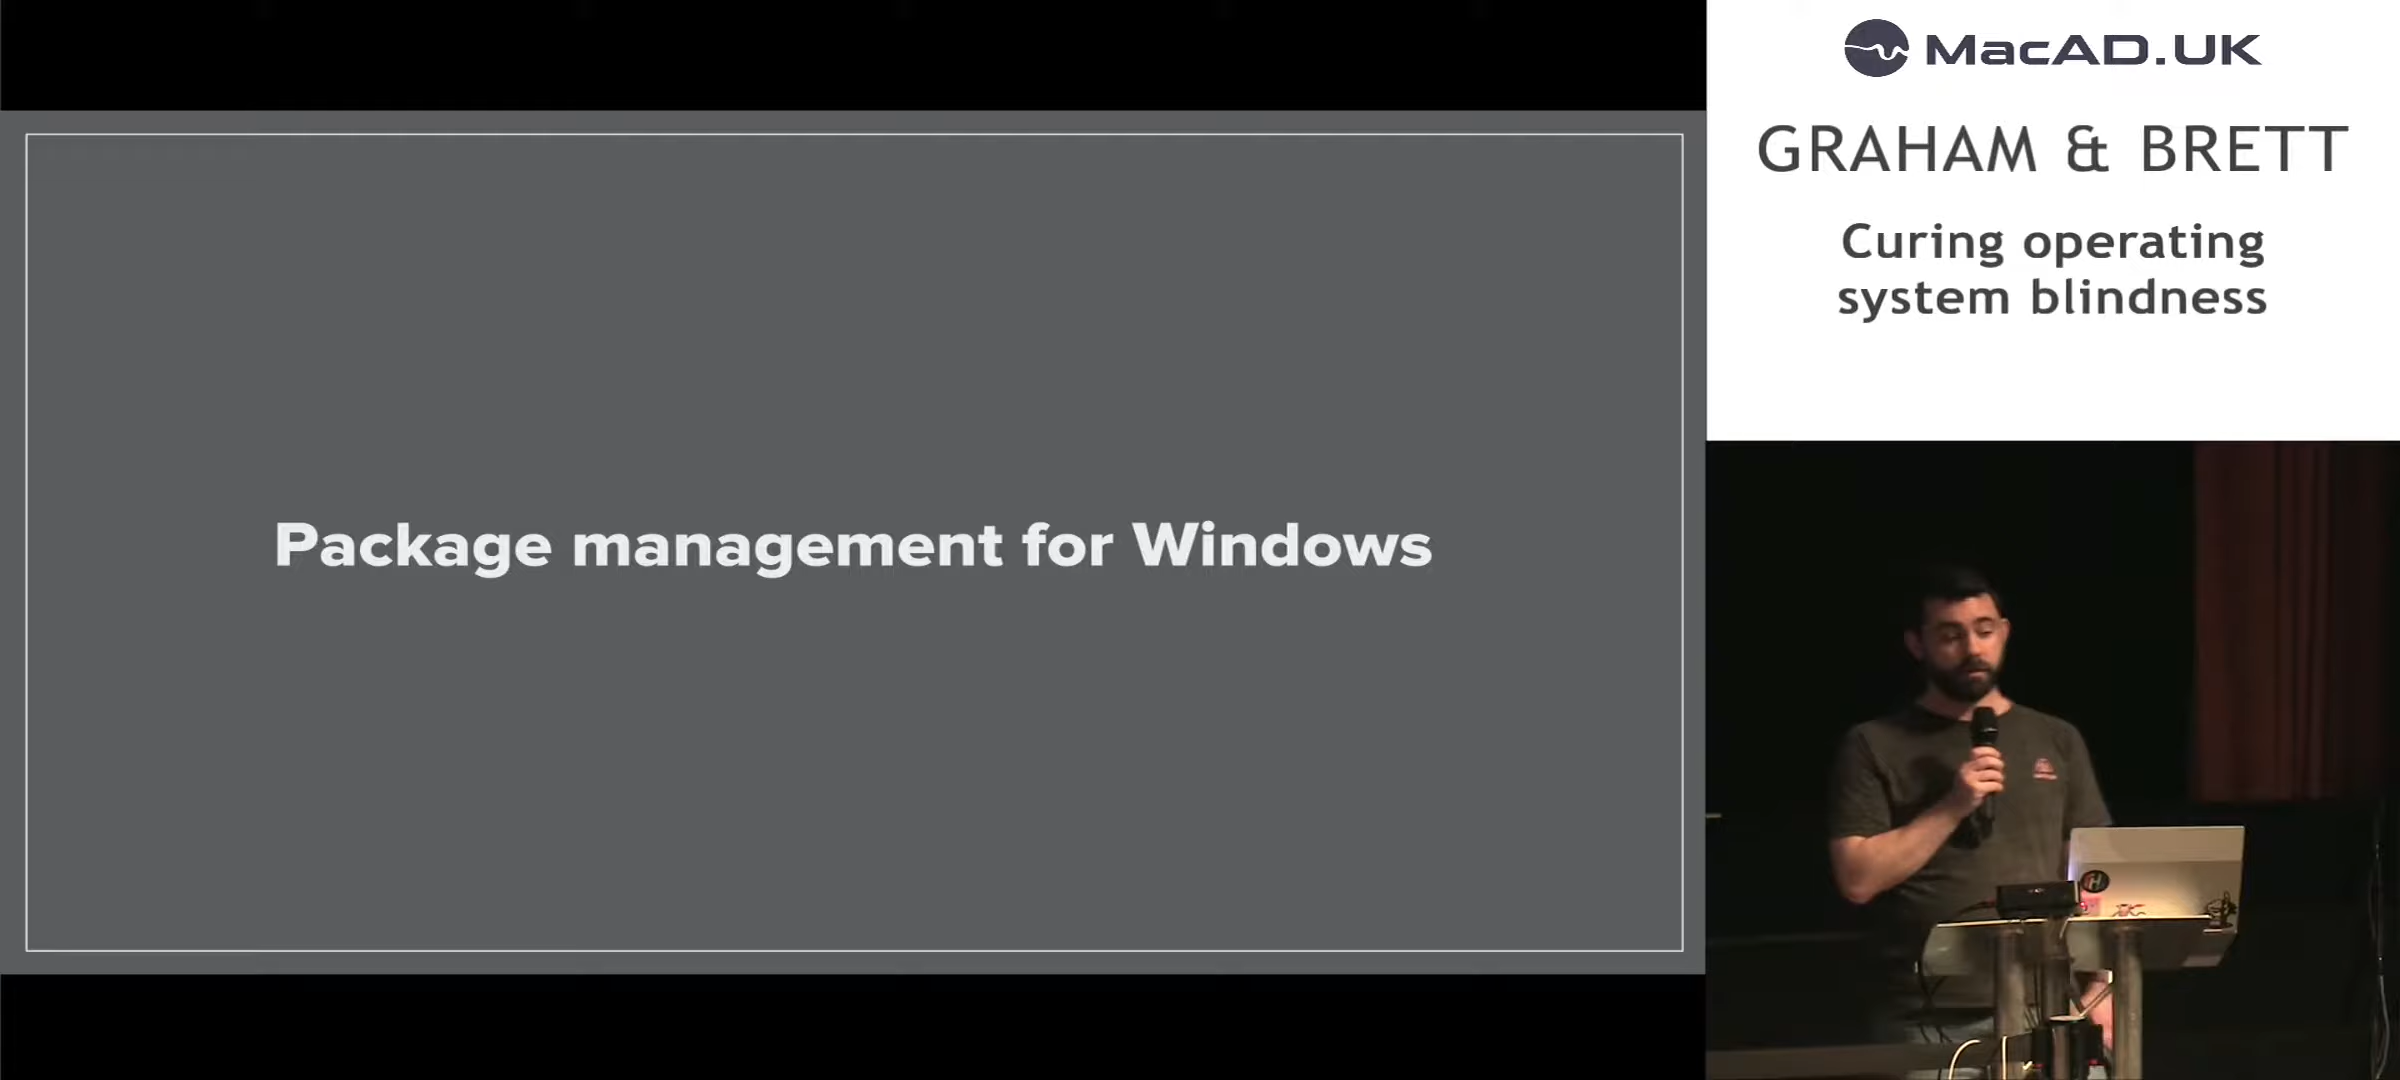 Package management for Windows
MacAD.UK
GRAHAM & BRETT
Curing operating
system blindness